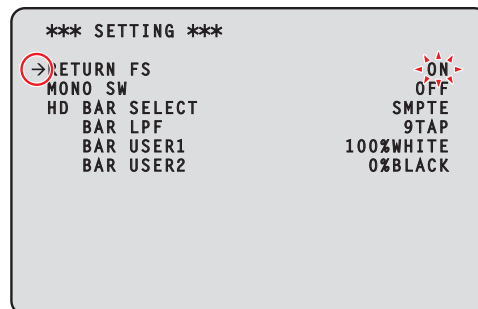 *** SETTING ***
→RETURN FS ON
MONO SW OFF
HD BAR SELECT SMPTE
BAR LPF 9TAP
BAR USER1 100%WHITE
BAR USER2 0%BLACK